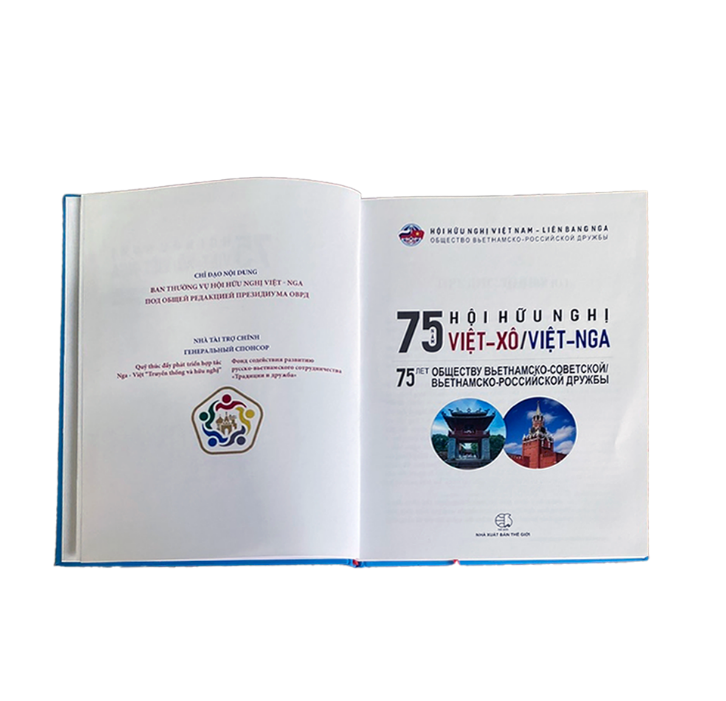 CHỈ ĐẠO NỘI DUNG
BAN THƯỜNG VỤ HỘI HỮU NGHỊ VIỆT - NGA
ПОД ОБЩЕЙ РЕДАКЦИЕЙ ПРЕЗИДИУМА ОВРД
NHÀ TÀI TRỢ CHÍNH
ГЕНЕРАЛЬНЫЙ СПОНСОР
Quỹ thúc đẩy phát triển hợp tác
Nga - Việt "Truyền thống và hữu nghị"
Фонд содействия развитию
русско-вьетнамского сотрудничества
«Традиции и дружба»
HỘI HỮU NGHỊ VIỆT NAM – LIÊN BANG NGA
ОБЩЕСТВО ВЬЕТНАМСКО-РОССИЙСКОЙ ДРУЖБЫ
75 NĂM HỘI HỮU NGHỊ
VIỆT–XÔ/VIỆT–NGA
75 ЛЕТ ОБЩЕСТВУ ВЬЕТНАМСКО-СОВЕТСКОЙ/
ВЬЕТНАМСКО-РОССИЙСКОЙ ДРУЖБЫ
NHÀ XUẤT BẢN THẾ GIỚI